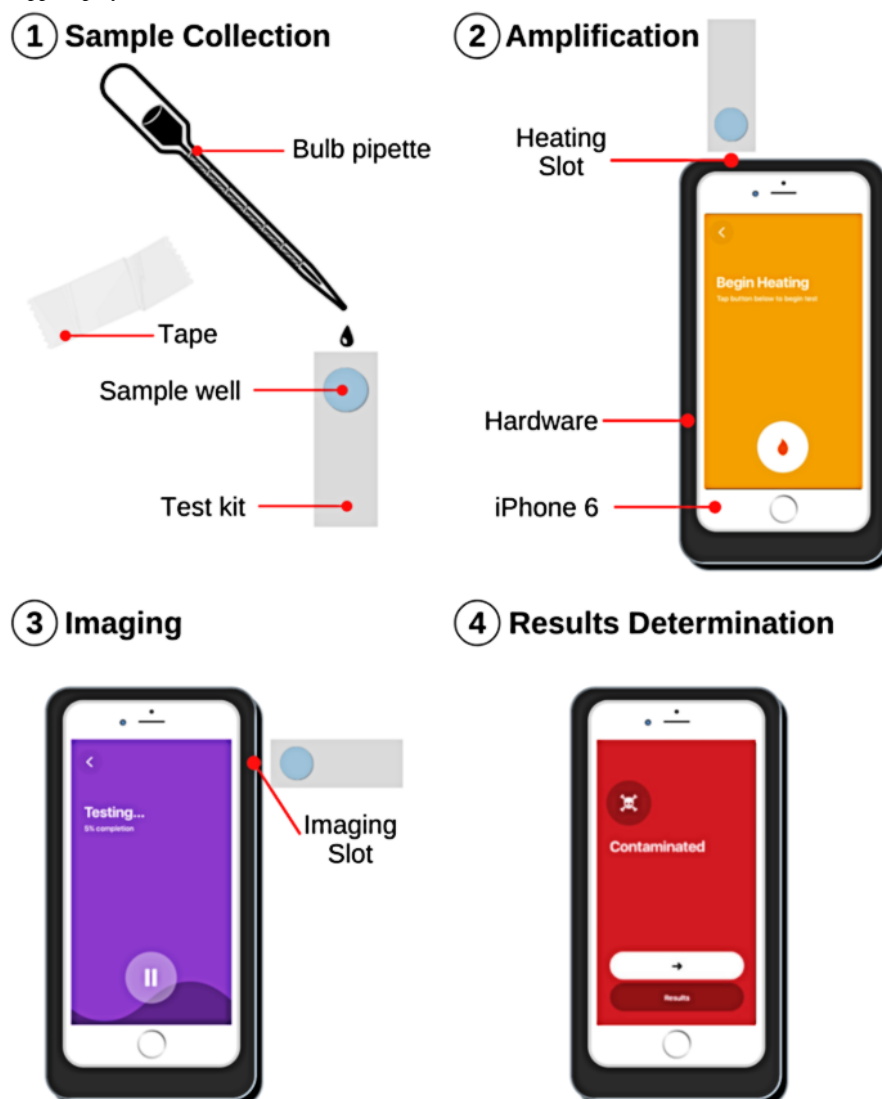 1 Sample Collection
Bulb pipette
Tape
Sample well
Test kit
2 Amplification
Heating
Slot
Begin Heating
Tap button below to begin test
Hardware
iPhone 6
3 Imaging
Testing...
5% completion
Imaging
Slot
4 Results Determination
Contaminated
Results